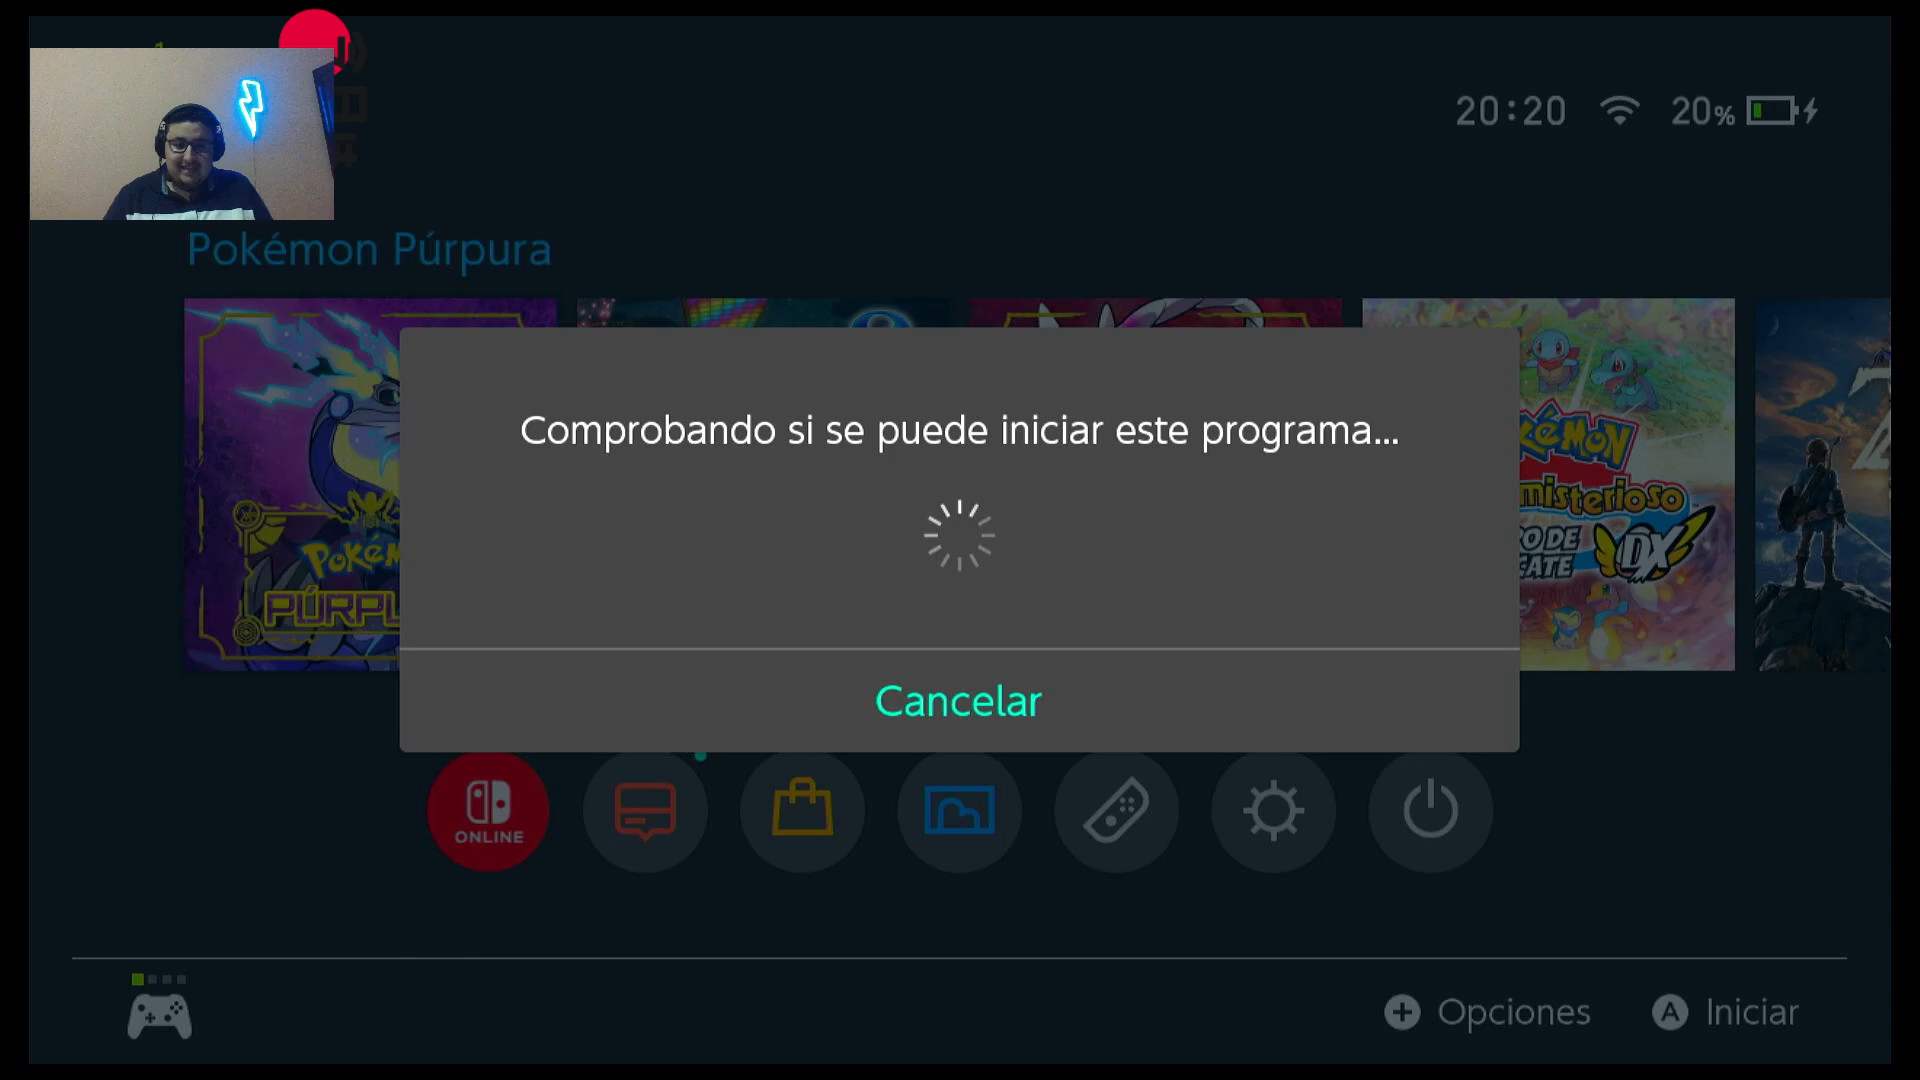 20:20 20%
Pokémon Púrpura
Comprobando si se puede iniciar este programa...
Cancelar
ONLINE
Opciones
A Iniciar